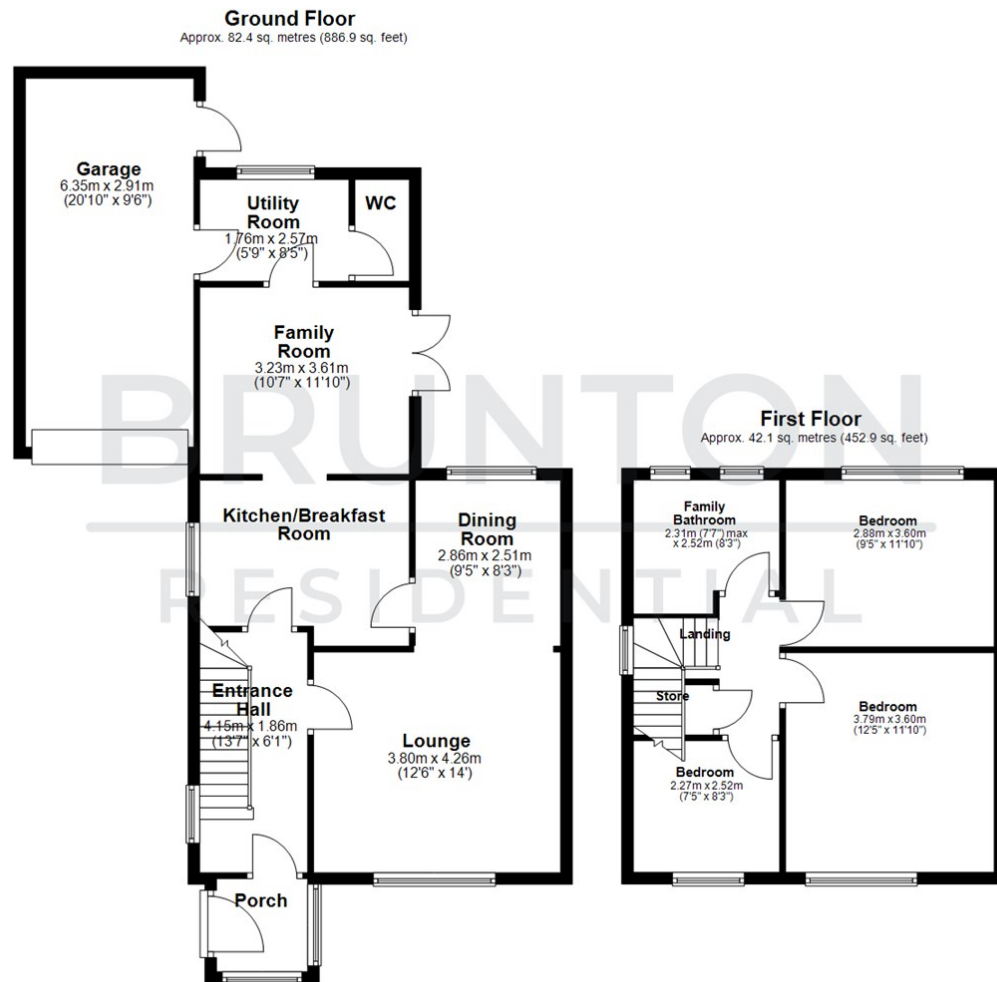 Ground Floor
Approx. 82.4 sq. metres (886.9 sq. feet)
Garage
6.35m x 2.91m
(20'10" x 9'6")
Utility
Room
1.76m x 2.57m
(5'9" x 8'5")
WC
Family
Room
3.23m x 3.61m
(10'7" x 11'10")
Kitchen/Breakfast
Room
Dining
Room
2.86m x 2.51m
(9'5" x 8'3")
Entrance
Hall
4.15m x 1.86m
(13'7" x 6'1")
Lounge
3.80m x 4.26m
(12'6" x 14')
Porch
First Floor
Approx. 42.1 sq. metres (452.9 sq. feet)
Family
Bathroom
2.31m (7'7") max
x 2.52m (8'3")
Bedroom
2.88m x 3.60m
(9'5" x 11'10")
Landing
Store
Bedroom
3.79m x 3.60m
(12'5" x 11'10")
Bedroom
2.27m x 2.52m
(7'5" x 8'3")
BRUNTON
RESIDENTIAL